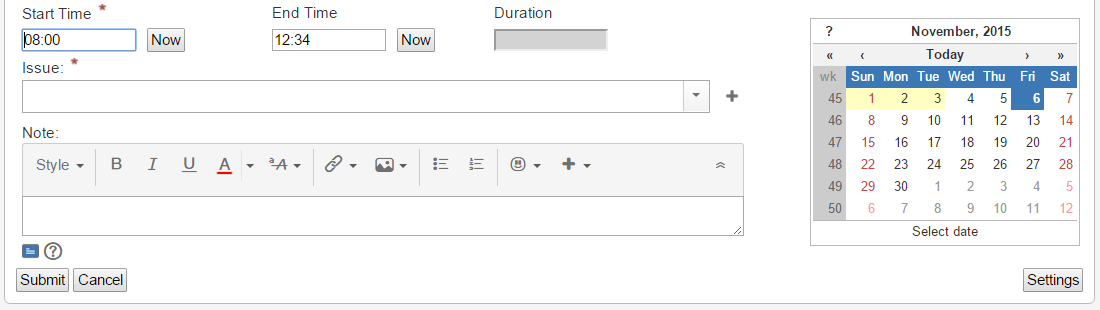 Start Time * End Time Duration
08:00 Now 12:34 Now
Issue: *
+
Note:
Style B I U A ªA
Submit Cancel Settings
? November, 2015
« ‹ Today › »
wk Sun Mon Tue Wed Thu Fri Sat
45 1 2 3 4 5 6 7
46 8 9 10 11 12 13 14
47 15 16 17 18 19 20 21
48 22 23 24 25 26 27 28
49 29 30 1 2 3 4 5
50 6 7 8 9 10 11 12
Select date